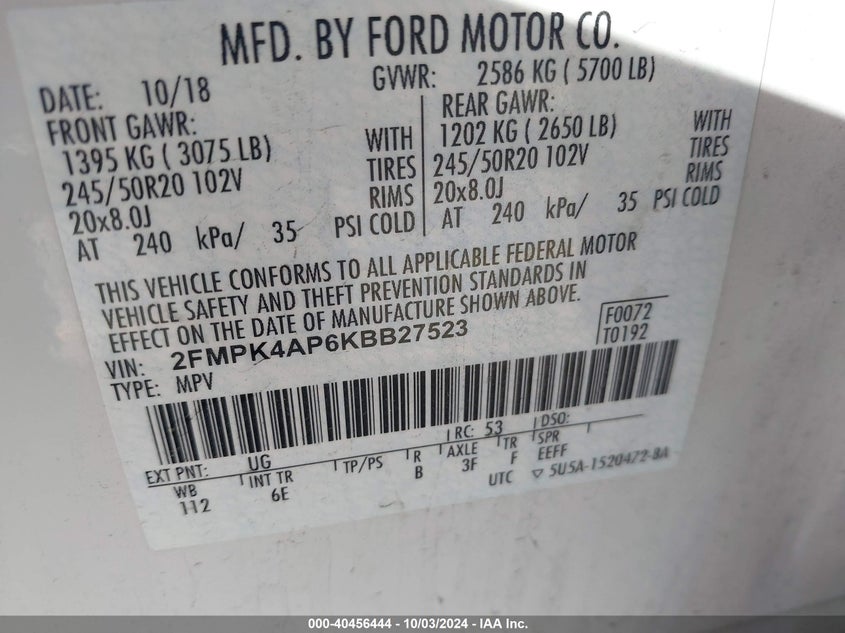 MFD. BY FORD MOTOR CO.
DATE: 10/18 GVWR: 2586 KG ( 5700 LB)
FRONT GAWR: REAR GAWR:
1395 KG ( 3075 LB) WITH 1202 KG ( 2650 LB) WITH
245/50R20 102V TIRES 245/50R20 102V TIRES
20x8.0J RIMS 20x8.0J RIMS
AT 240 kPa/ 35 PSI COLD AT 240 kPa/ 35 PSI COLD
THIS VEHICLE CONFORMS TO ALL APPLICABLE FEDERAL MOTOR
VEHICLE SAFETY AND THEFT PREVENTION STANDARDS IN
EFFECT ON THE DATE OF MANUFACTURE SHOWN ABOVE.
VIN: 2FMPK4AP6KBB27523 F0072
TYPE: MPV T0192
EXT PNT: UG RC: 53 DSO:
WB INT TR TP/PS R AXLE TR SPR
112 6E B 3F F EEFF
UTC ▽ 5U5A-1520472-BA
000-40456444 - 10/03/2024 - IAA Inc.